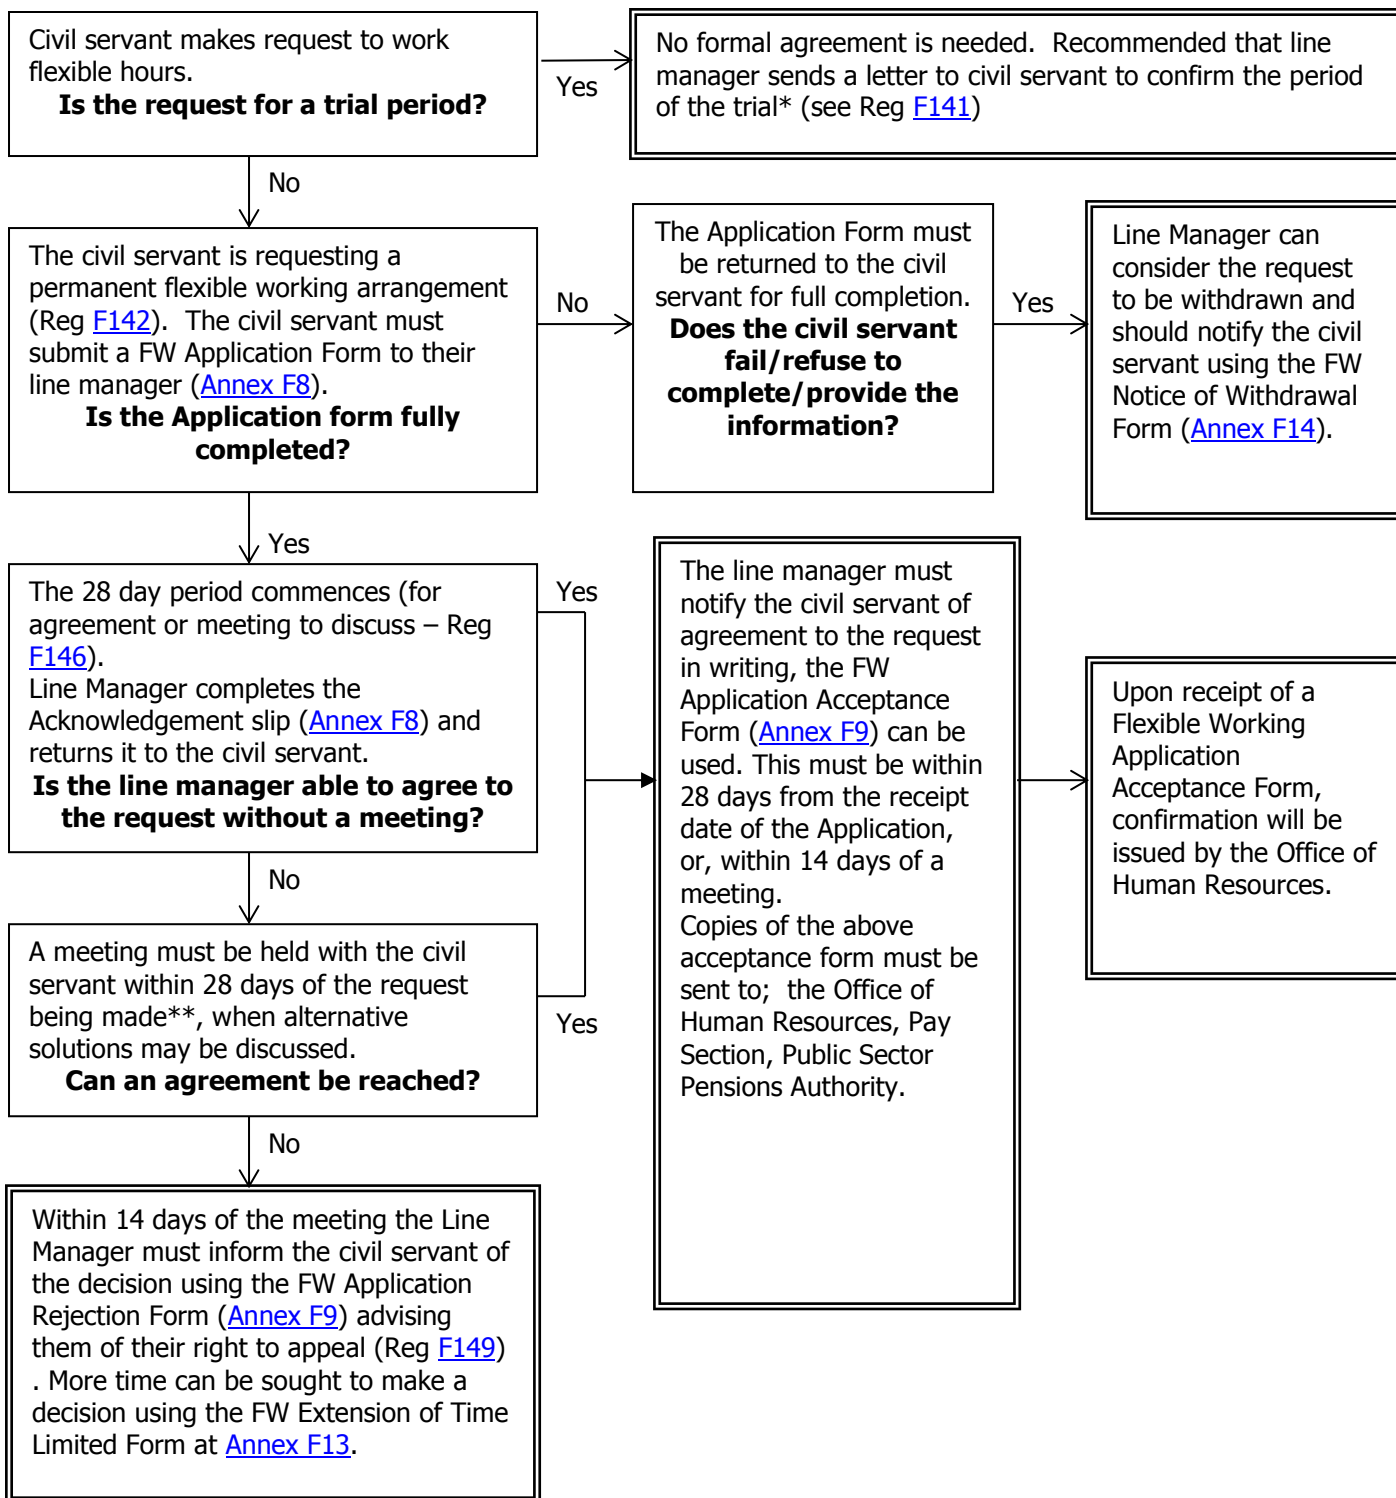 Civil servant makes request to work
flexible hours.
Is the request for a trial period?
Yes
No formal agreement is needed.  Recommended that line
manager sends a letter to civil servant to confirm the period
of the trial* (see Reg F141)
No
The civil servant is requesting a
permanent flexible working arrangement
(Reg F142).  The civil servant must
submit a FW Application Form to their
line manager (Annex F8).
Is the Application form fully
completed?
No
The Application Form must
be returned to the civil
servant for full completion.
Does the civil servant
fail/refuse to
complete/provide the
information?
Yes
Line Manager can
consider the request
to be withdrawn and
should notify the civil
servant using the FW
Notice of Withdrawal
Form (Annex F14).
Yes
The 28 day period commences (for
agreement or meeting to discuss – Reg
F146).
Line Manager completes the
Acknowledgement slip (Annex F8) and
returns it to the civil servant.
Is the line manager able to agree to
the request without a meeting?
Yes
No
A meeting must be held with the civil
servant within 28 days of the request
being made**, when alternative
solutions may be discussed.
Can an agreement be reached?
Yes
The line manager must
notify the civil servant of
agreement to the request
in writing, the FW
Application Acceptance
Form (Annex F9) can be
used. This must be within
28 days from the receipt
date of the Application,
or, within 14 days of a
meeting.
Copies of the above
acceptance form must be
sent to;  the Office of
Human Resources, Pay
Section, Public Sector
Pensions Authority.
Upon receipt of a
Flexible Working
Application
Acceptance Form,
confirmation will be
issued by the Office of
Human Resources.
No
Within 14 days of the meeting the Line
Manager must inform the civil servant of
the decision using the FW Application
Rejection Form (Annex F9) advising
them of their right to appeal (Reg F149)
. More time can be sought to make a
decision using the FW Extension of Time
Limited Form at Annex F13.